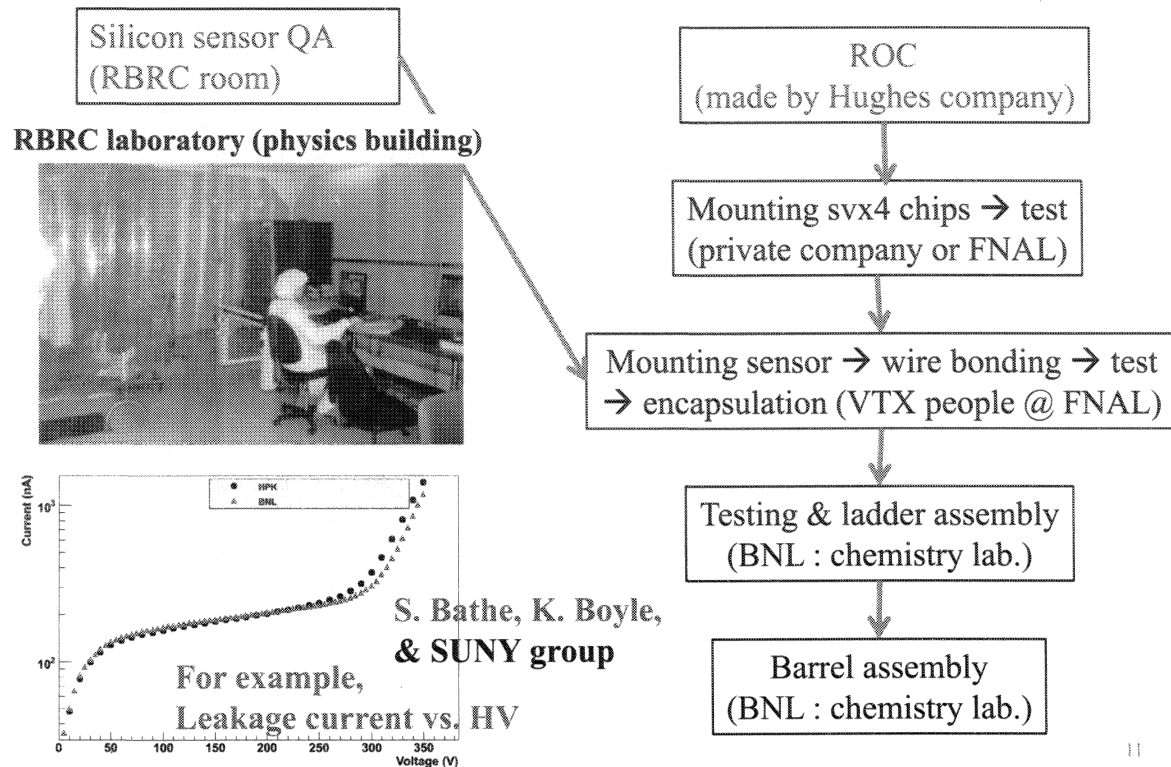 Silicon sensor QA
(RBRC room)
RBRC laboratory (physics building)
ROC
(made by Hughes company)
Mounting svx4 chips → test
(private company or FNAL)
Mounting sensor → wire bonding → test
→ encapsulation (VTX people @ FNAL)
Testing & ladder assembly
(BNL : chemistry lab.)
Barrel assembly
(BNL : chemistry lab.)
Current (nA)
10³
10²
HPK
BNL
S. Bathe, K. Boyle,
& SUNY group
For example,
Leakage current vs. HV
0 50 100 150 200 250 300 350
Voltage (V)
11